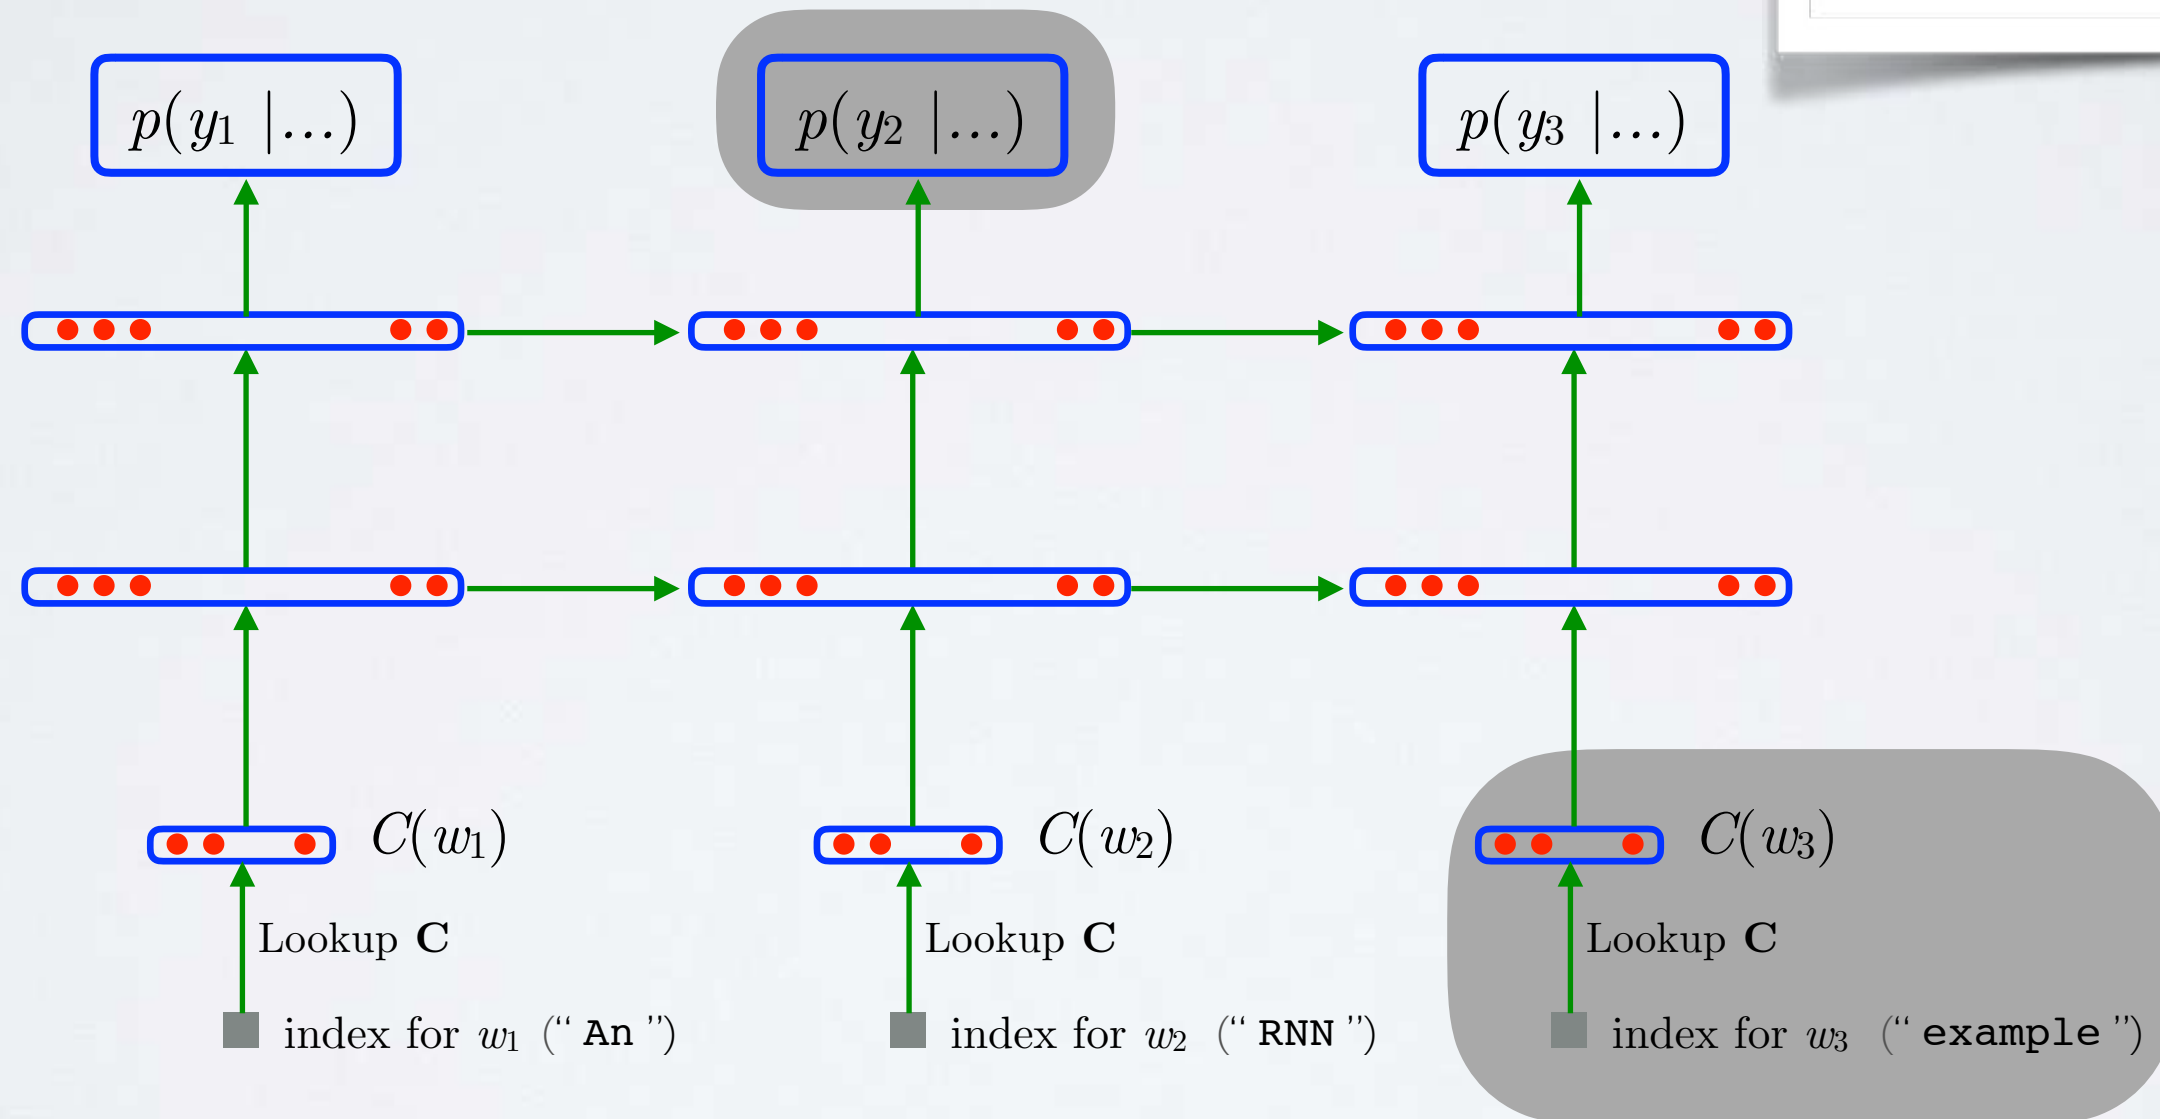 p(y₁ |...) p(y₂ |...) p(y₃ |...)
C(w₁) C(w₂) C(w₃)
Lookup C Lookup C Lookup C
index for w₁ (“ An ”) index for w₂ (“ RNN ”) index for w₃ (“ example ”)